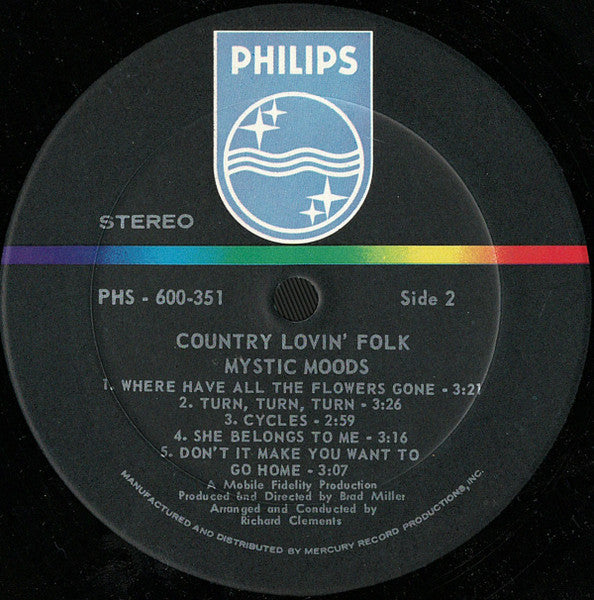 PHILIPS
STEREO
PHS - 600-351 Side 2
COUNTRY LOVIN' FOLK
MYSTIC MOODS
1. WHERE HAVE ALL THE FLOWERS GONE - 3:21
2. TURN, TURN, TURN - 3:26
3. CYCLES - 2:59
4. SHE BELONGS TO ME - 3:16
5. DON'T IT MAKE YOU WANT TO
GO HOME - 3:07
A Mobile Fidelity Production
Produced and Directed by Brad Miller
Arranged and Conducted by
Richard Clements
MANUFACTURED AND DISTRIBUTED BY MERCURY RECORD PRODUCTIONS, INC.